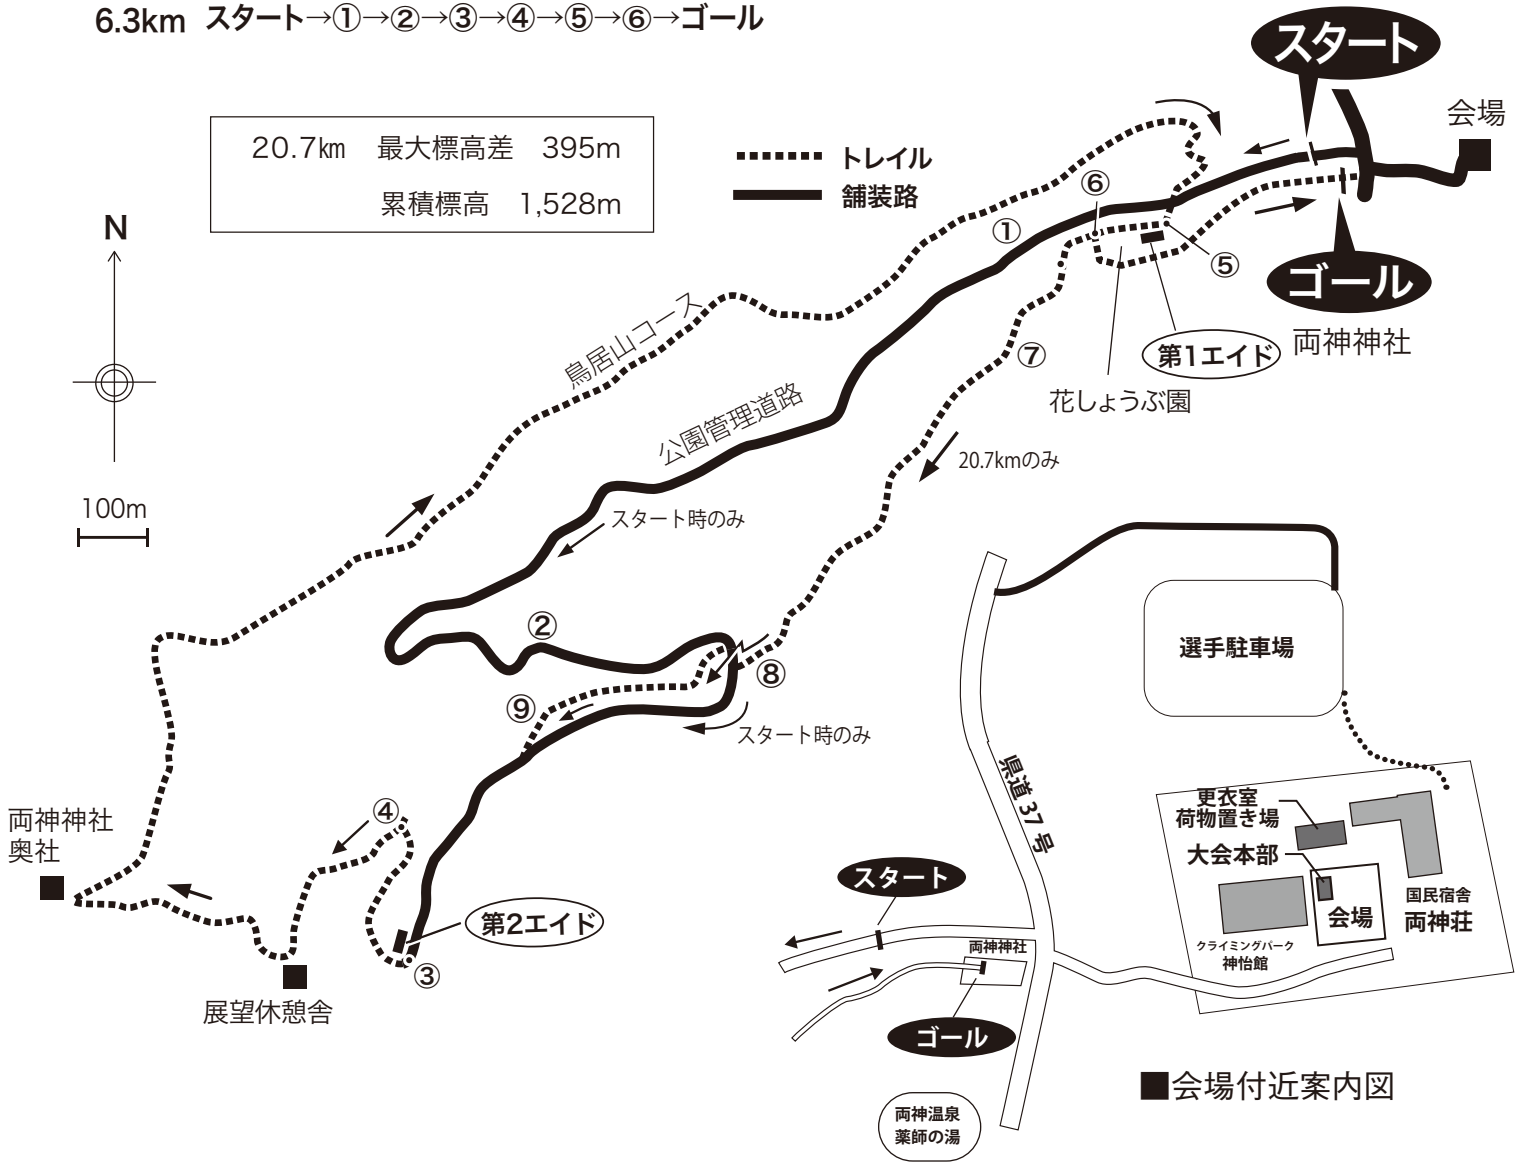 6.3km スタート→①→②→③→④→⑤→⑥→ゴール
スタート
会場
20.7㎞ 最大標高差 395m
累積標高 1,528m
トレイル
舗装路
N
⑥
①
⑤
ゴール
両神神社
第1エイド
⑦
花しょうぶ園
鳥居山コース
公園管理道路
20.7kmのみ
100m
スタート時のみ
②
⑧
⑨
スタート時のみ
選手駐車場
県道 37 号
④
両神神社
奥社
第2エイド
③
展望休憩舎
更衣室
荷物置き場
大会本部
会場
国民宿舎
両神荘
クライミングパーク
神怡館
スタート
両神神社
ゴール
■会場付近案内図
両神温泉
薬師の湯